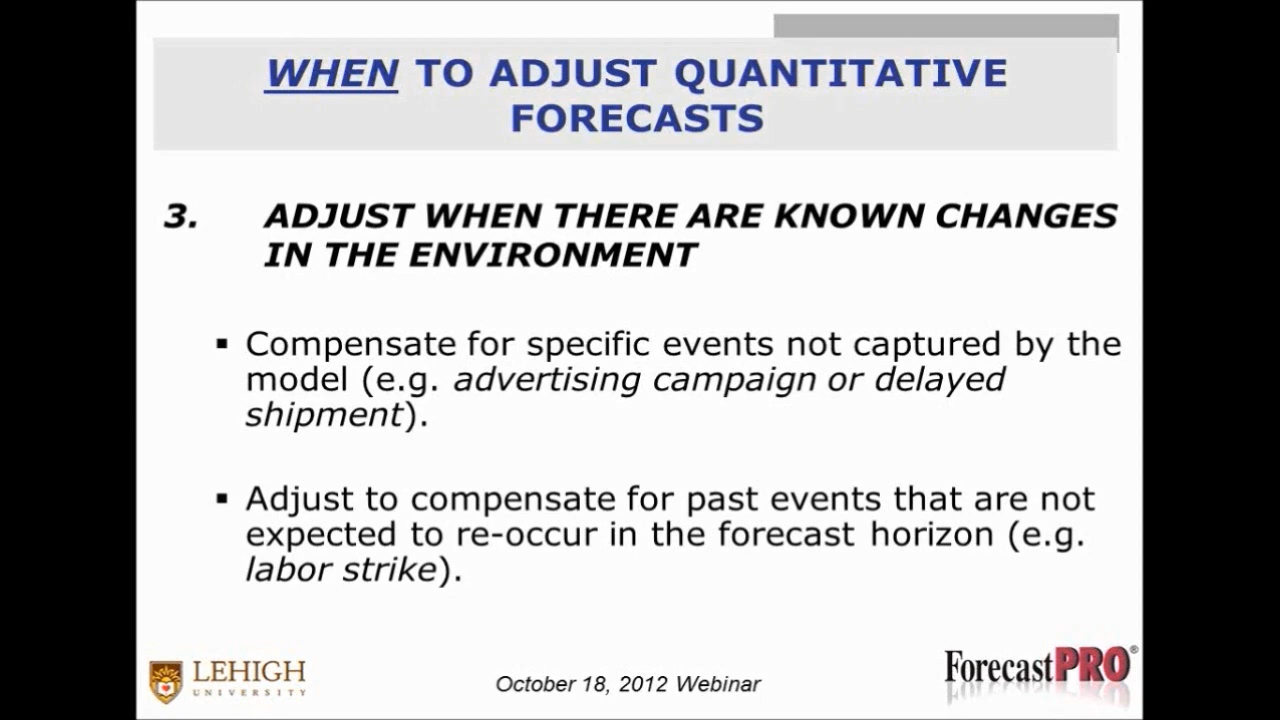 WHEN TO ADJUST QUANTITATIVE
FORECASTS
3. ADJUST WHEN THERE ARE KNOWN CHANGES
IN THE ENVIRONMENT
▪ Compensate for specific events not captured by the
model (e.g. advertising campaign or delayed
shipment).
▪ Adjust to compensate for past events that are not
expected to re-occur in the forecast horizon (e.g.
labor strike).
LEHIGH
UNIVERSITY
October 18, 2012 Webinar
ForecastPRO®